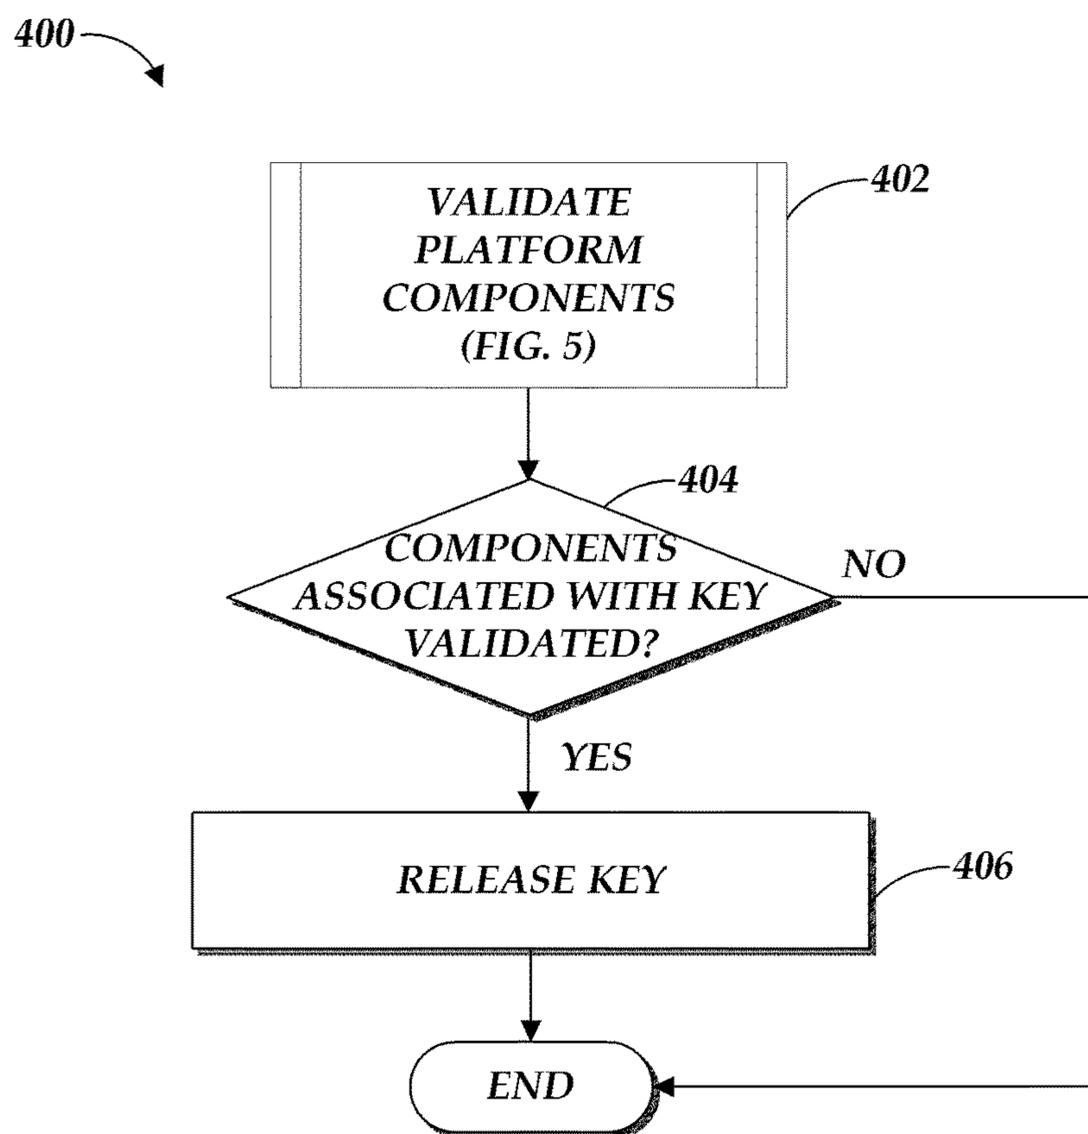 400
VALIDATE
PLATFORM
COMPONENTS
(FIG. 5)
402
404
COMPONENTS
ASSOCIATED WITH KEY
VALIDATED?
NO
YES
RELEASE KEY
406
END